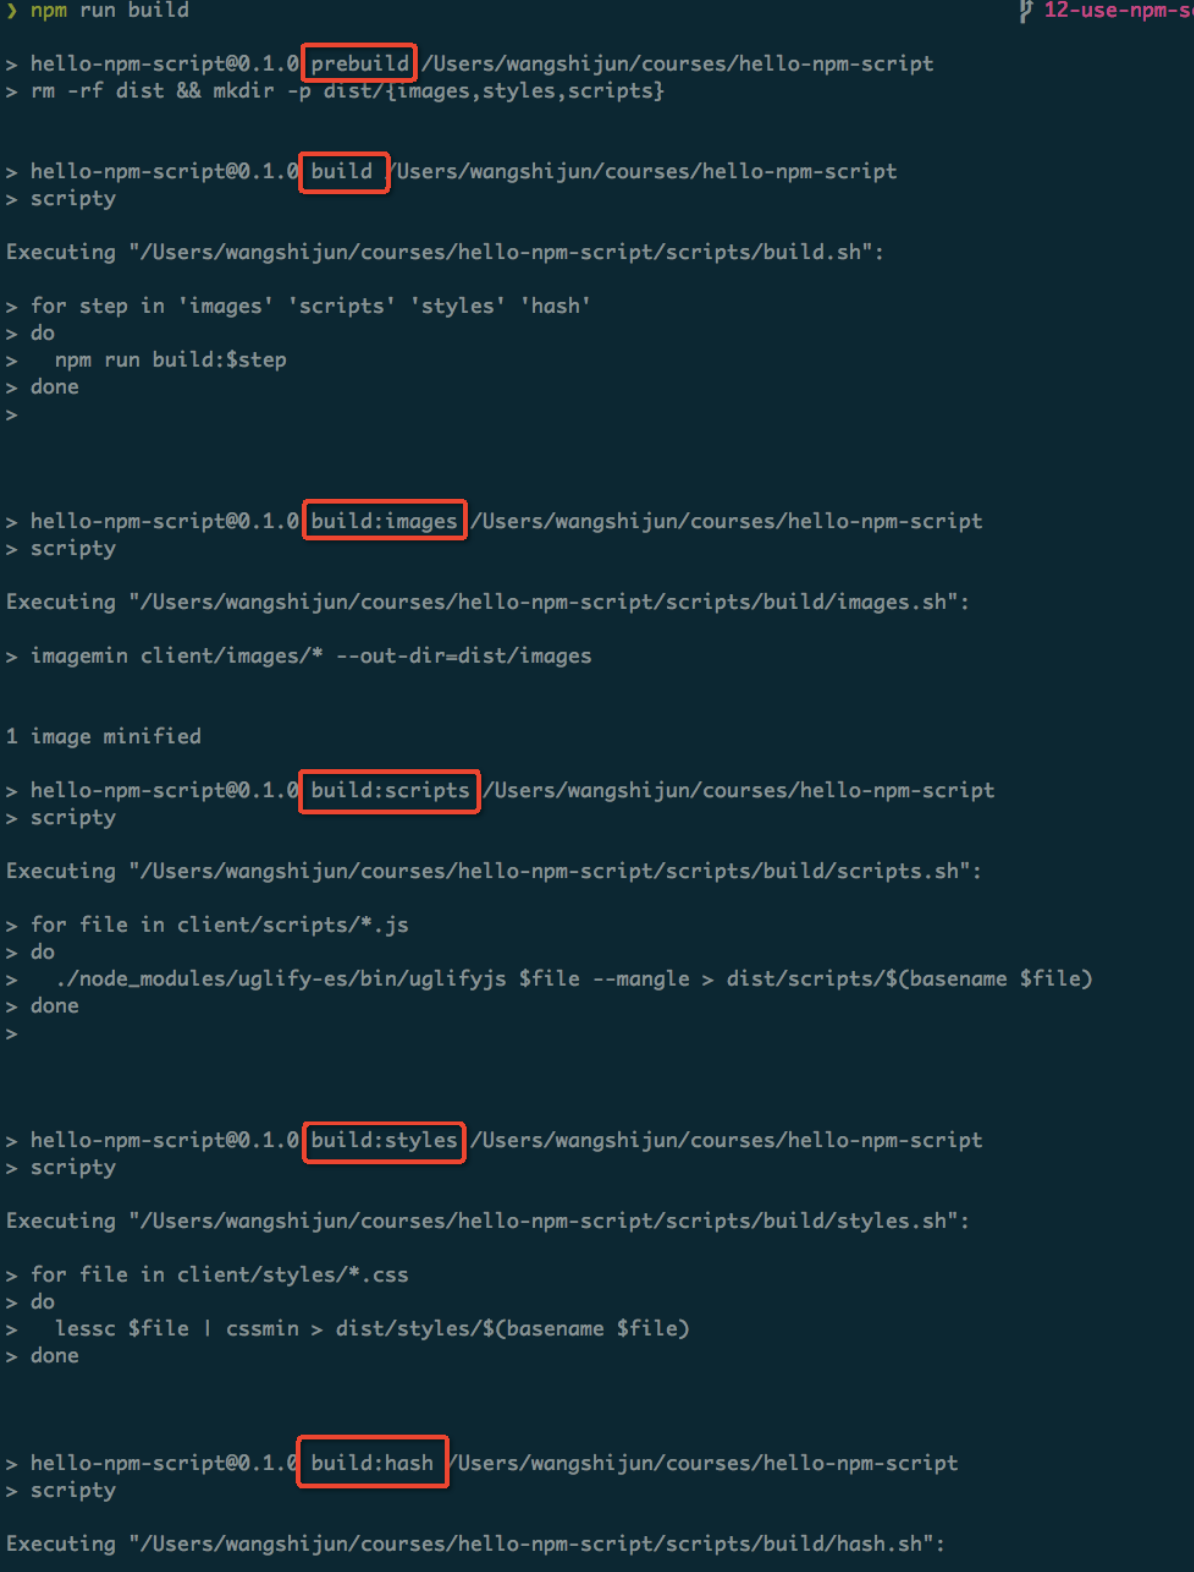 ❯ npm run build 12-use-npm-s
> hello-npm-script@0.1.0 prebuild /Users/wangshijun/courses/hello-npm-script
> rm -rf dist && mkdir -p dist/{images,styles,scripts}
> hello-npm-script@0.1.0 build /Users/wangshijun/courses/hello-npm-script
> scripty
Executing "/Users/wangshijun/courses/hello-npm-script/scripts/build.sh":
> for step in 'images' 'scripts' 'styles' 'hash'
> do
>   npm run build:$step
> done
>
> hello-npm-script@0.1.0 build:images /Users/wangshijun/courses/hello-npm-script
> scripty
Executing "/Users/wangshijun/courses/hello-npm-script/scripts/build/images.sh":
> imagemin client/images/* --out-dir=dist/images
1 image minified
> hello-npm-script@0.1.0 build:scripts /Users/wangshijun/courses/hello-npm-script
> scripty
Executing "/Users/wangshijun/courses/hello-npm-script/scripts/build/scripts.sh":
> for file in client/scripts/*.js
> do
>   ./node_modules/uglify-es/bin/uglifyjs $file --mangle > dist/scripts/$(basename $file)
> done
>
> hello-npm-script@0.1.0 build:styles /Users/wangshijun/courses/hello-npm-script
> scripty
Executing "/Users/wangshijun/courses/hello-npm-script/scripts/build/styles.sh":
> for file in client/styles/*.css
> do
>   lessc $file | cssmin > dist/styles/$(basename $file)
> done
> hello-npm-script@0.1.0 build:hash /Users/wangshijun/courses/hello-npm-script
> scripty
Executing "/Users/wangshijun/courses/hello-npm-script/scripts/build/hash.sh":